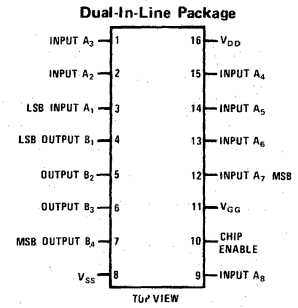 Dual-In-Line Package
INPUT A3 1 16 VDD
INPUT A2 2 15 INPUT A4
LSB INPUT A1 3 14 INPUT A5
LSB OUTPUT B1 4 13 INPUT A6
OUTPUT B2 5 12 INPUT A7 MSB
OUTPUT B3 6 11 VGG
MSB OUTPUT B4 7 10 CHIP
ENABLE
VSS 8 9 INPUT A8
TOP VIEW